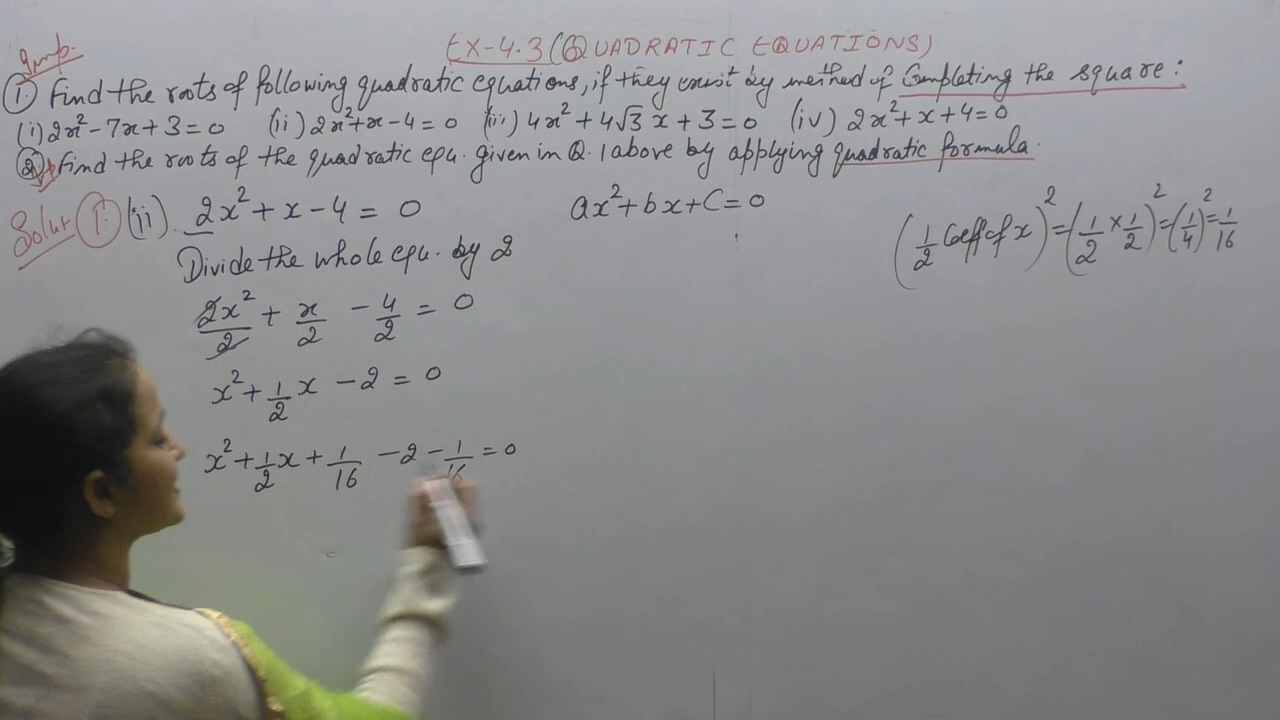 Imp.
EX-4.3 (QUADRATIC EQUATIONS)
1. Find the roots of following quadratic equations, if they exist by method of Completing the square:
(i) 2x²-7x+3=0 (ii) 2x²+x-4=0 (iii) 4x²+4√3x+3=0 (iv) 2x²+x+4=0
2. Find the roots of the quadratic equ. given in Q.1 above by applying quadratic formula.
Solu: 1. (ii). 2x²+x-4=0 ax²+bx+c=0 (1/2 Coeff of x)²=(1/2×1/2)²=(1/4)²=1/16
Divide the whole equ. by 2
2x²/2 + x/2 - 4/2 = 0
x²+1/2x-2=0
x²+1/2x+1/16-2-1/16=0